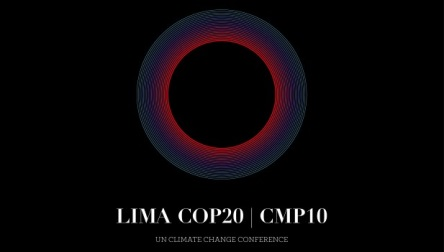 LIMA COP20 | CMP10
UN CLIMATE CHANGE CONFERENCE